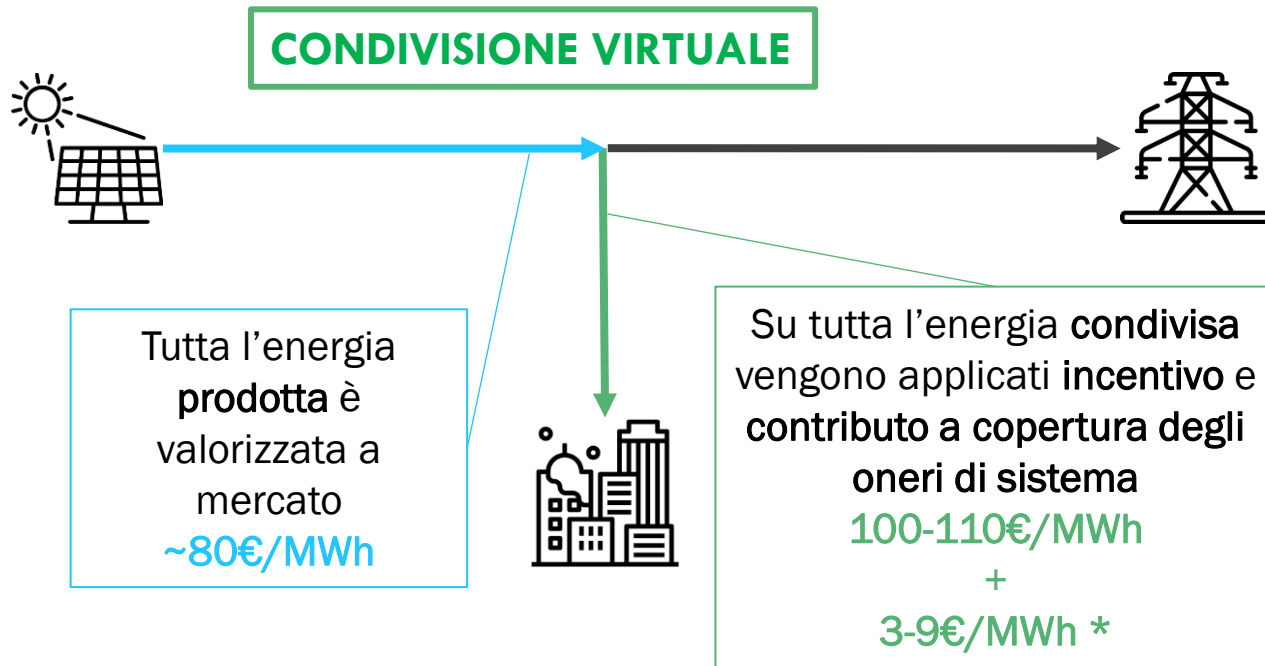 CONDIVISIONE VIRTUALE
Tutta l'energia
prodotta è
valorizzata a
mercato
~80€/MWh
Su tutta l'energia condivisa
vengono applicati incentivo e
contributo a copertura degli
oneri di sistema
100-110€/MWh
+
3-9€/MWh *